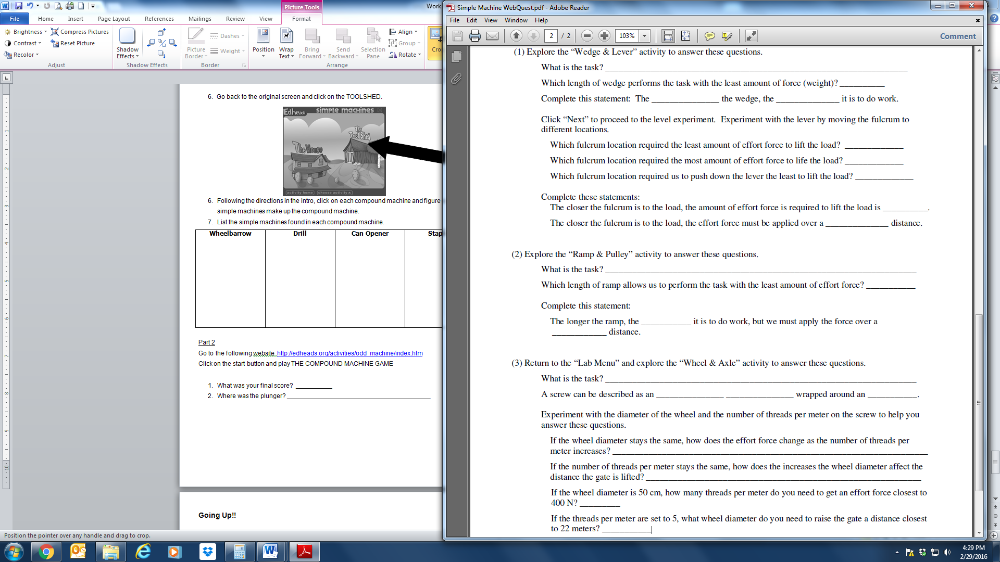 Picture Tools
Work
File
Home
Insert
Page Layout
References
Mailings
Review
View
Format
Brightness
Contrast
Recolor
Compress Pictures
Reset Picture
Adjust
Shadow
Effects
Shadow Effects
Picture
Border
Dashes
Weight
Border
Position
Wrap
Text
Bring
Forward
Send
Backward
Selection
Pane
Align
Group
Rotate
Arrange
Crop
6. Go back to the original screen and click on the TOOLSHED.
Edheads
simple machines
The
Tool Shed
The House
activity home
choose activity
6. Following the directions in the intro, click on each compound machine and figure
simple machines make up the compound machine.
7. List the simple machines found in each compound machine.
Wheelbarrow Drill Can Opener Stap
Part 2
Go to the following website http://edheads.org/activities/odd_machine/index.htm
Click on the start button and play THE COMPOUND MACHINE GAME
1. What was your final score? __________
2. Where was the plunger? ________________________________________
Going Up!!
Position the pointer over any handle and drag to crop.
Simple Machine WebQuest.pdf - Adobe Reader
File Edit View Window Help
2 / 2
103%
Comment
(1) Explore the “Wedge & Lever” activity to answer these questions.
What is the task? ____________________
Which length of wedge performs the task with the least amount of force (weight)? __________
Complete this statement: The _______________ the wedge, the ______________ it is to do work.
Click “Next” to proceed to the level experiment. Experiment with the lever by moving the fulcrum to
different locations.
Which fulcrum location required the least amount of effort force to lift the load? _____________
Which fulcrum location required the most amount of effort force to life the load? _____________
Which fulcrum location required us to push down the lever the least to lift the load? _____________
Complete these statements:
The closer the fulcrum is to the load, the amount of effort force is required to lift the load is __________.
The closer the fulcrum is to the load, the effort force must be applied over a ______________ distance.
(2) Explore the “Ramp & Pulley” activity to answer these questions.
What is the task? ____________________
Which length of ramp allows us to perform the task with the least amount of effort force? ___________
Complete this statement:
The longer the ramp, the ___________ it is to do work, but we must apply the force over a
____________ distance.
(3) Return to the “Lab Menu” and explore the “Wheel & Axle” activity to answer these questions.
What is the task? ____________________
A screw can be described as an _______________ _______________ wrapped around an ___________.
Experiment with the diameter of the wheel and the number of threads per meter on the screw to help you
answer these questions.
If the wheel diameter stays the same, how does the effort force change as the number of threads per
meter increases? ____________________
If the number of threads per meter stays the same, how does the increases the wheel diameter affect the
distance the gate is lifted? ____________________
If the wheel diameter is 50 cm, how many threads per meter do you need to get an effort force closest to
400 N? _________
If the threads per meter are set to 5, what wheel diameter do you need to raise the gate a distance closest
to 22 meters? ___________
4:29 PM
2/29/2016